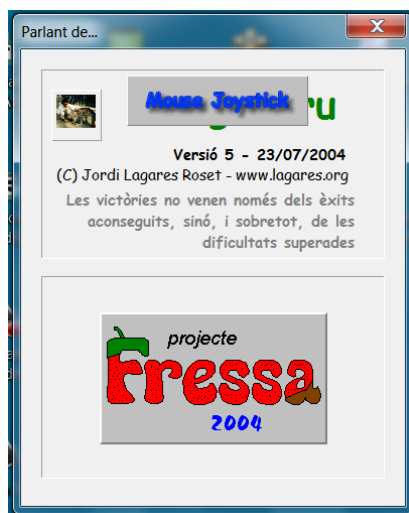 Parlant de...
Mouse Joystick
Versió 5 - 23/07/2004
(C) Jordi Lagares Roset - www.lagares.org
Les victòries no venen només dels èxits
aconseguits, sinó, i sobretot, de les
dificultats superades
projecte
Fressa
2004